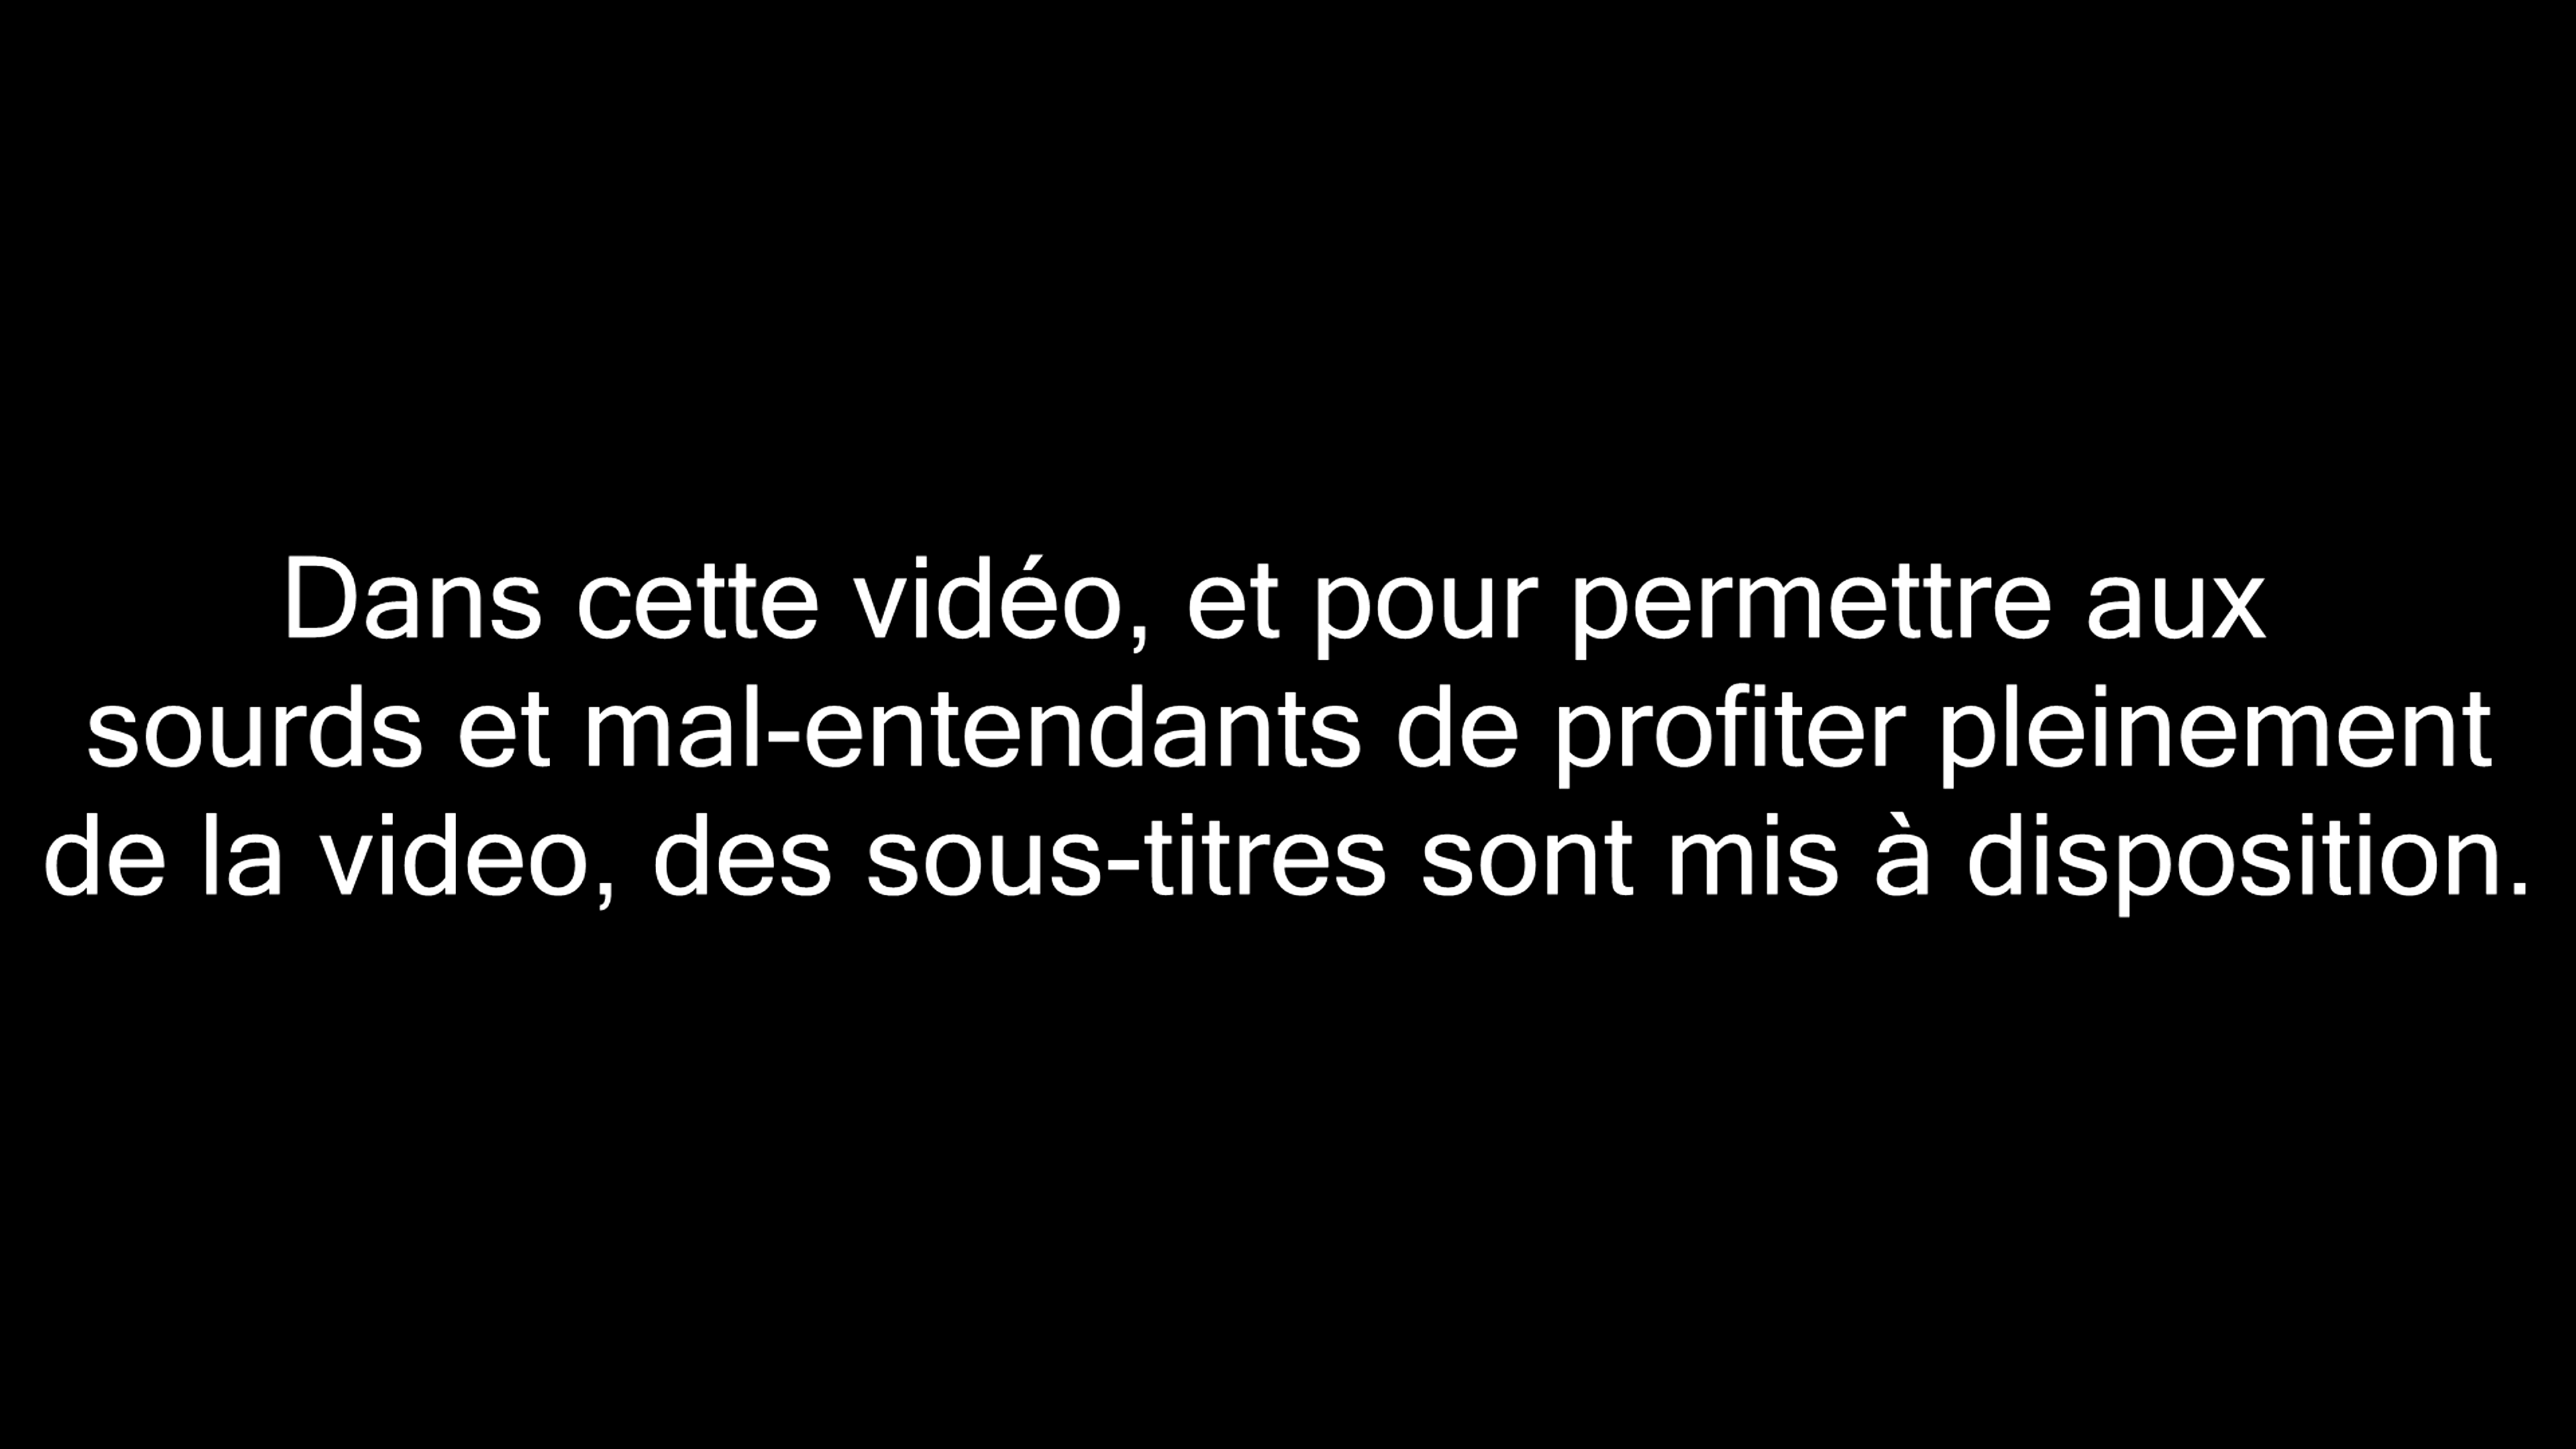 Dans cette vidéo, et pour permettre aux
sourds et mal-entendants de profiter pleinement
de la video, des sous-titres sont mis à disposition.